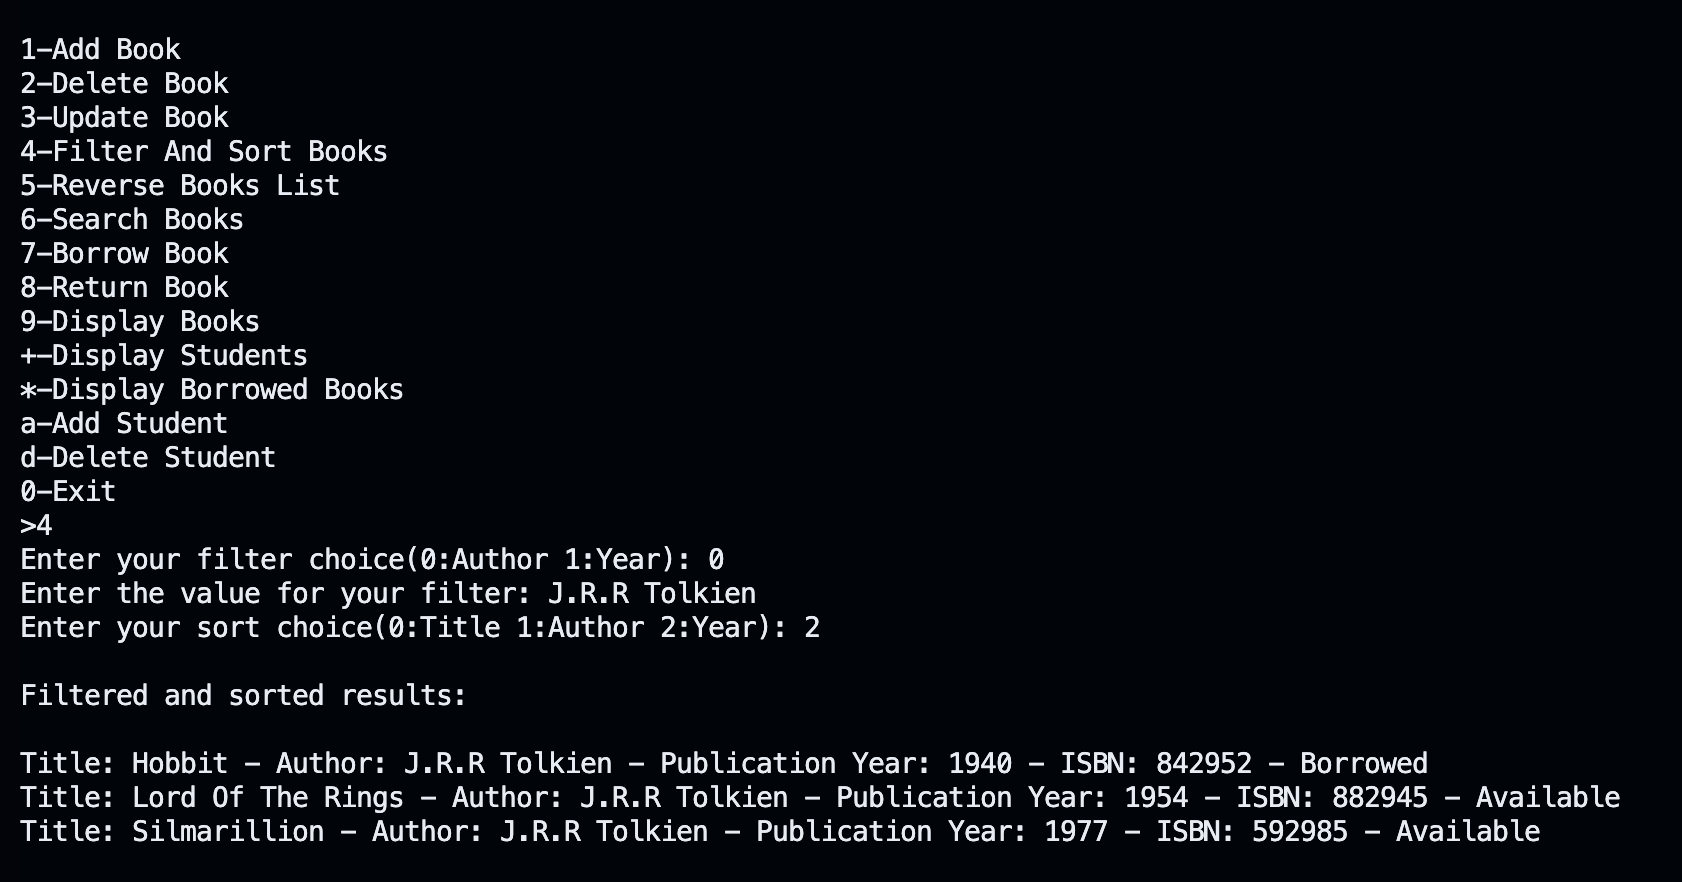 1-Add Book
2-Delete Book
3-Update Book
4-Filter And Sort Books
5-Reverse Books List
6-Search Books
7-Borrow Book
8-Return Book
9-Display Books
+-Display Students
*-Display Borrowed Books
a-Add Student
d-Delete Student
0-Exit
>4
Enter your filter choice(0:Author 1:Year): 0
Enter the value for your filter: J.R.R Tolkien
Enter your sort choice(0:Title 1:Author 2:Year): 2
Filtered and sorted results:
Title: Hobbit - Author: J.R.R Tolkien - Publication Year: 1940 - ISBN: 842952 - Borrowed
Title: Lord Of The Rings - Author: J.R.R Tolkien - Publication Year: 1954 - ISBN: 882945 - Available
Title: Silmarillion - Author: J.R.R Tolkien - Publication Year: 1977 - ISBN: 592985 - Available